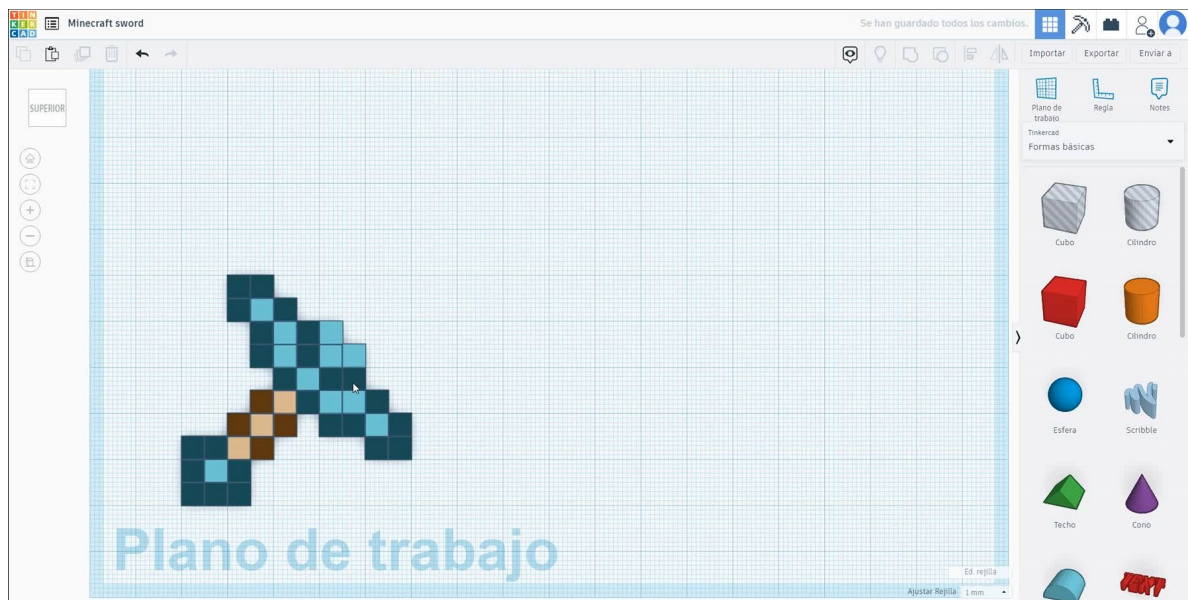 TIN
KER
CAD
Minecraft sword
Se han guardado todos los cambios.
Importar
Exportar
Enviar a
SUPERIOR
Plano de
trabajo
Regla
Notes
Tinkercad
Formas básicas
Cubo
Cilindro
Cubo
Cilindro
Esfera
Scribble
Techo
Cono
TEXT
Plano de trabajo
Ed. rejilla
Ajustar Rejilla
1 mm